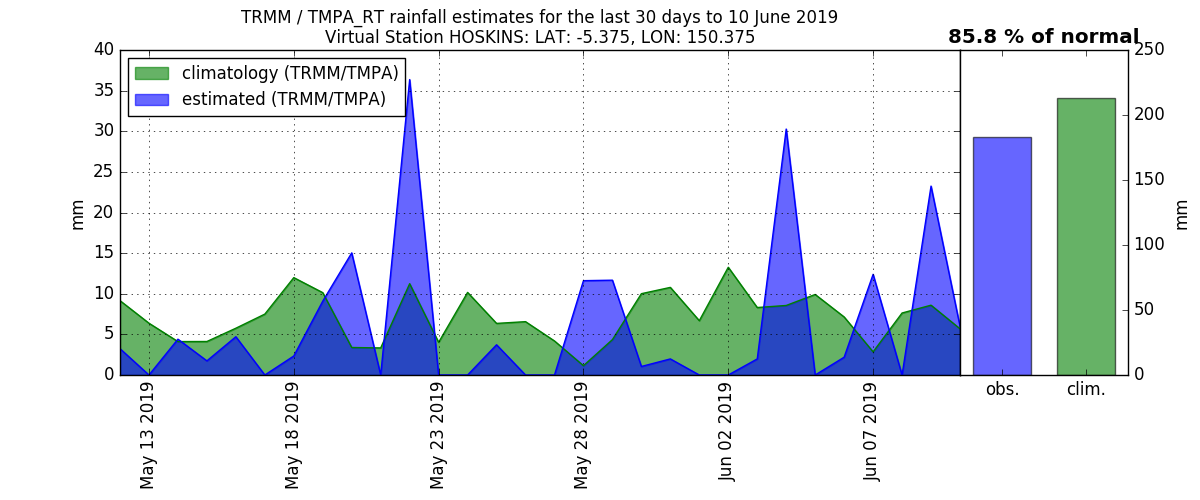 TRMM / TMPA_RT rainfall estimates for the last 30 days to 10 June 2019
Virtual Station HOSKINS: LAT: -5.375, LON: 150.375
85.8 % of normal
climatology (TRMM/TMPA)
estimated (TRMM/TMPA)
40
35
30
25
20
15
10
5
0
mm
May 13 2019
May 18 2019
May 23 2019
May 28 2019
Jun 02 2019
Jun 07 2019
obs.
clim.
250
200
150
100
50
0
mm